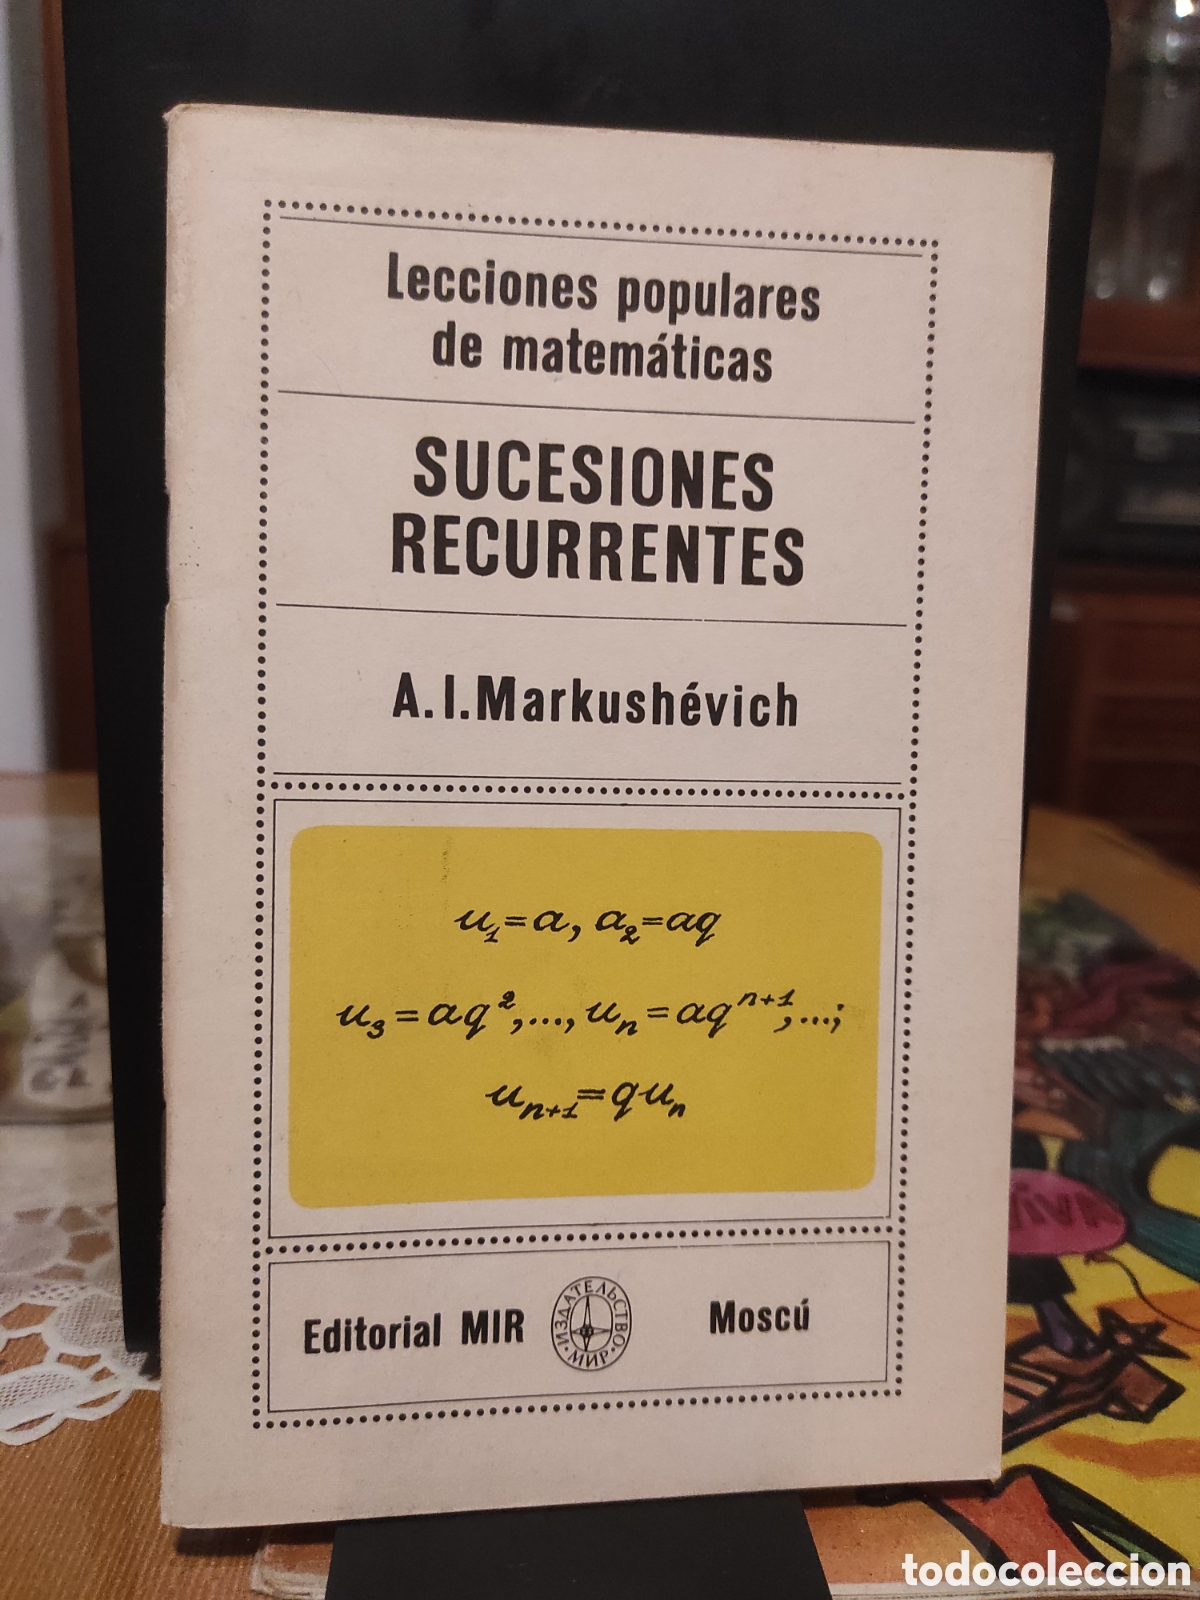 Lecciones populares
de matemáticas
SUCESIONES
RECURRENTES
A.I.Markushévich
u₁=a, a₂=aq
u₃=aq²,...,uₙ=aqⁿ⁺¹,...;
uₙ₊₁=quₙ
Editorial MIR
ИЗДАТЕЛЬСТВО · МИР ·
Moscú
todocoleccion